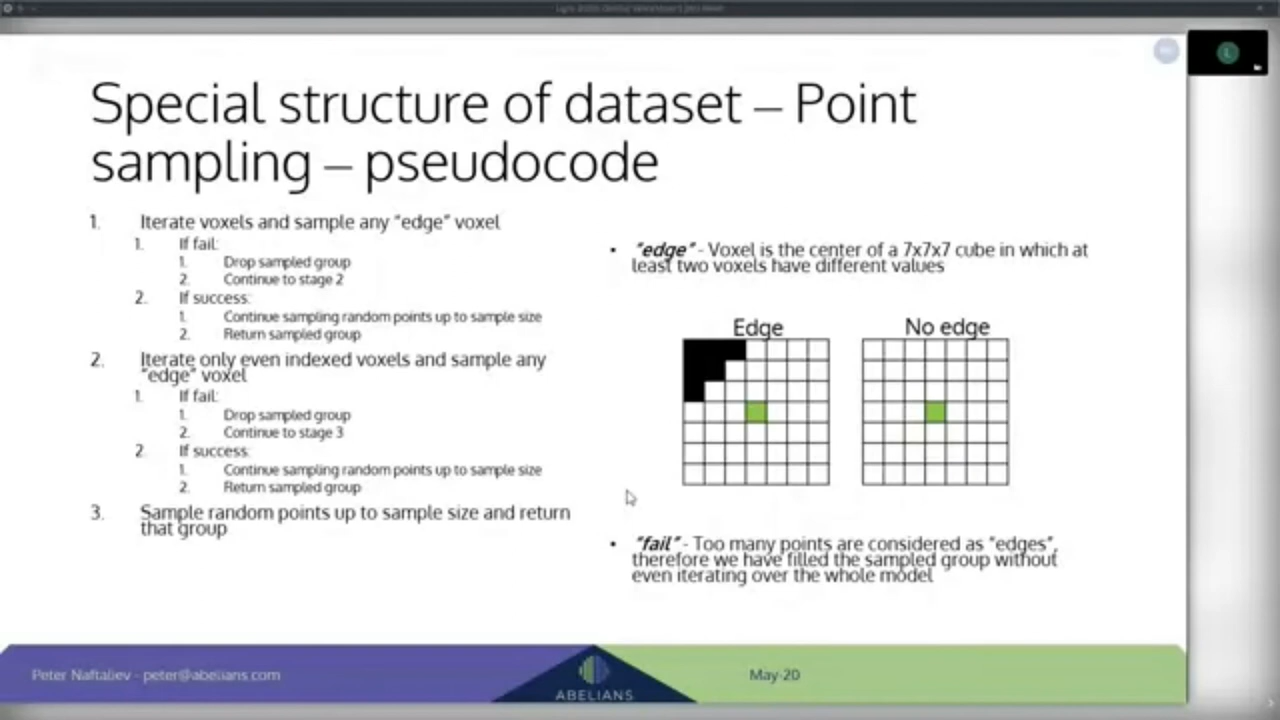 Special structure of dataset – Point
sampling – pseudocode
1. Iterate voxels and sample any "edge" voxel
1. If fail:
1. Drop sampled group
2. Continue to stage 2
2. If success:
1. Continue sampling random points up to sample size
2. Return sampled group
2. Iterate only even indexed voxels and sample any
"edge" voxel
1. If fail:
1. Drop sampled group
2. Continue to stage 3
2. If success:
1. Continue sampling random points up to sample size
2. Return sampled group
3. Sample random points up to sample size and return
that group
• "edge" - Voxel is the center of a 7x7x7 cube in which at
least two voxels have different values
Edge
No edge
• "fail" - Too many points are considered as "edges",
therefore we have filled the sampled group without
even iterating over the whole model
Peter Naftaliev - peter@abelians.com
ABELIANS
May-20
L